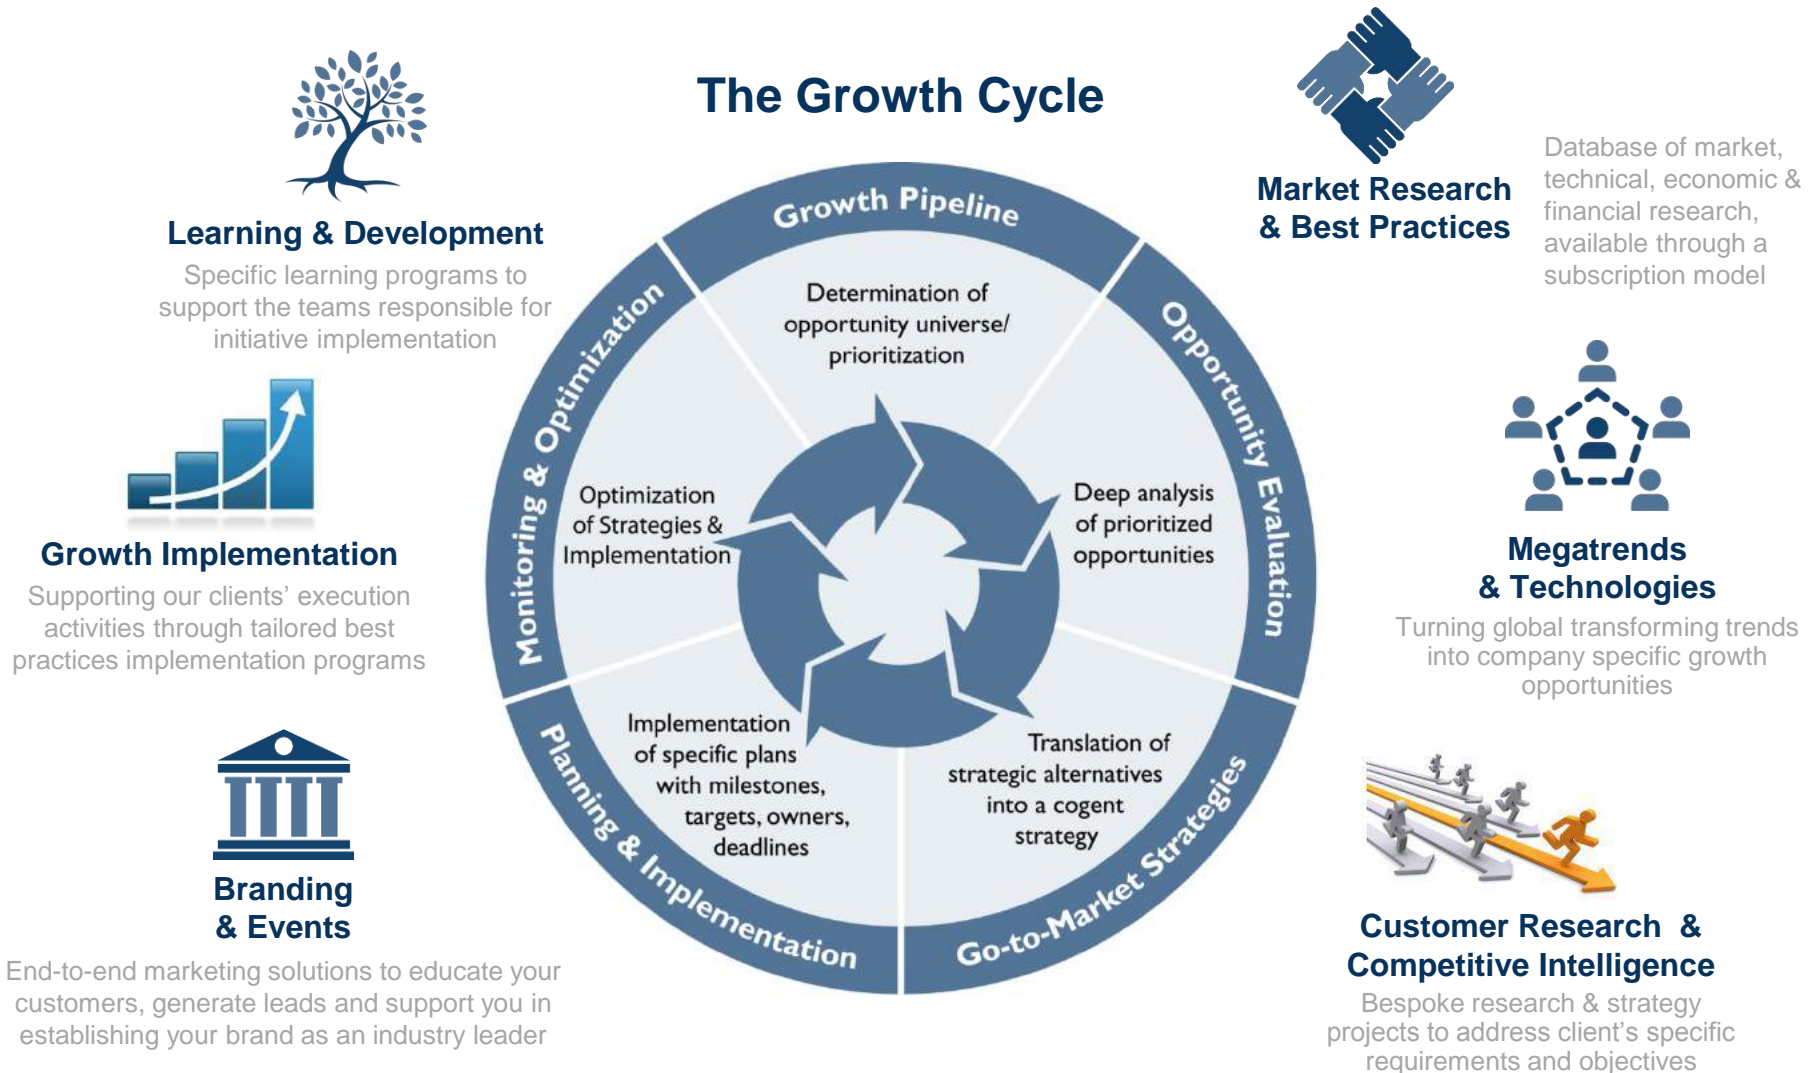 The Growth Cycle
Learning & Development
Specific learning programs to
support the teams responsible for
initiative implementation
Growth Implementation
Supporting our clients’ execution
activities through tailored best
practices implementation programs
Branding
& Events
End-to-end marketing solutions to educate your
customers, generate leads and support you in
establishing your brand as an industry leader
Growth Pipeline
Determination of
opportunity universe/
prioritization
Opportunity Evaluation
Deep analysis
of prioritized
opportunities
Go-to-Market Strategies
Translation of
strategic alternatives
into a cogent
strategy
Planning & Implementation
Implementation
of specific plans
with milestones,
targets, owners,
deadlines
Monitoring & Optimization
Optimization
of Strategies &
Implementation
Market Research
& Best Practices
Database of market,
technical, economic &
financial research,
available through a
subscription model
Megatrends
& Technologies
Turning global transforming trends
into company specific growth
opportunities
Customer Research &
Competitive Intelligence
Bespoke research & strategy
projects to address client’s specific
requirements and objectives